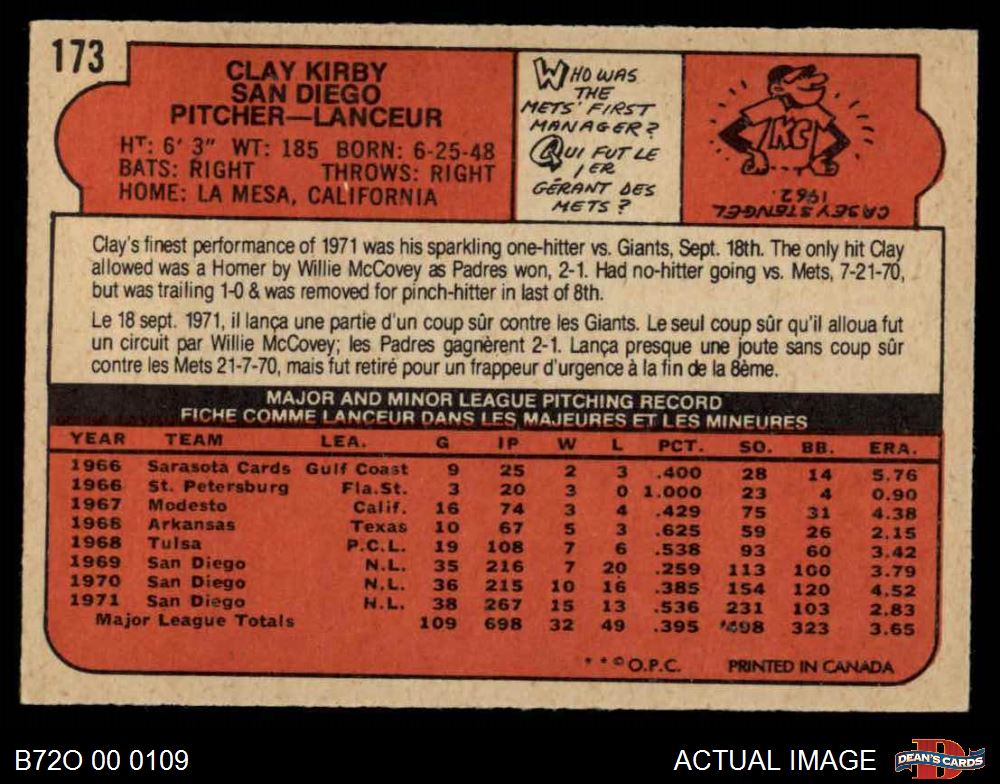 173
CLAY KIRBY
SAN DIEGO
PITCHER—LANCEUR
HT: 6' 3" WT: 185 BORN: 6-25-48
BATS: RIGHT THROWS: RIGHT
HOME: LA MESA, CALIFORNIA
WHO WAS
THE
METS' FIRST
MANAGER?
QUI FUT LE
1ER
GÉRANT DES
METS?
KC
1962.
CASEY STENGEL
Clay's finest performance of 1971 was his sparkling one-hitter vs. Giants, Sept. 18th. The only hit Clay
allowed was a Homer by Willie McCovey as Padres won, 2-1. Had no-hitter going vs. Mets, 7-21-70,
but was trailing 1-0 & was removed for pinch-hitter in last of 8th.
Le 18 sept. 1971, il lança une partie d'un coup sûr contre les Giants. Le seul coup sûr qu'il alloua fut
un circuit par Willie McCovey; les Padres gagnèrent 2-1. Lança presque une joute sans coup sûr
contre les Mets 21-7-70, mais fut retiré pour un frappeur d'urgence à la fin de la 8ème.
MAJOR AND MINOR LEAGUE PITCHING RECORD
FICHE COMME LANCEUR DANS LES MAJEURES ET LES MINEURES
YEAR TEAM LEA. G IP W L PCT. SO. BB. ERA.
1966 Sarasota Cards Gulf Coast 9 25 2 3 .400 28 14 5.76
1966 St. Petersburg Fla.St. 3 20 3 0 1.000 23 4 0.90
1967 Modesto Calif. 16 74 3 4 .429 75 31 4.38
1968 Arkansas Texas 10 67 5 3 .625 59 26 2.15
1968 Tulsa P.C.L. 19 108 7 6 .538 93 60 3.42
1969 San Diego N.L. 35 216 7 20 .259 113 100 3.79
1970 San Diego N.L. 36 215 10 16 .385 154 120 4.52
1971 San Diego N.L. 38 267 15 13 .536 231 103 2.83
Major League Totals 109 698 32 49 .395 498 323 3.65
* * © O.P.C. PRINTED IN CANADA
B72O 00 0109
ACTUAL IMAGE
DEAN'S CARDS